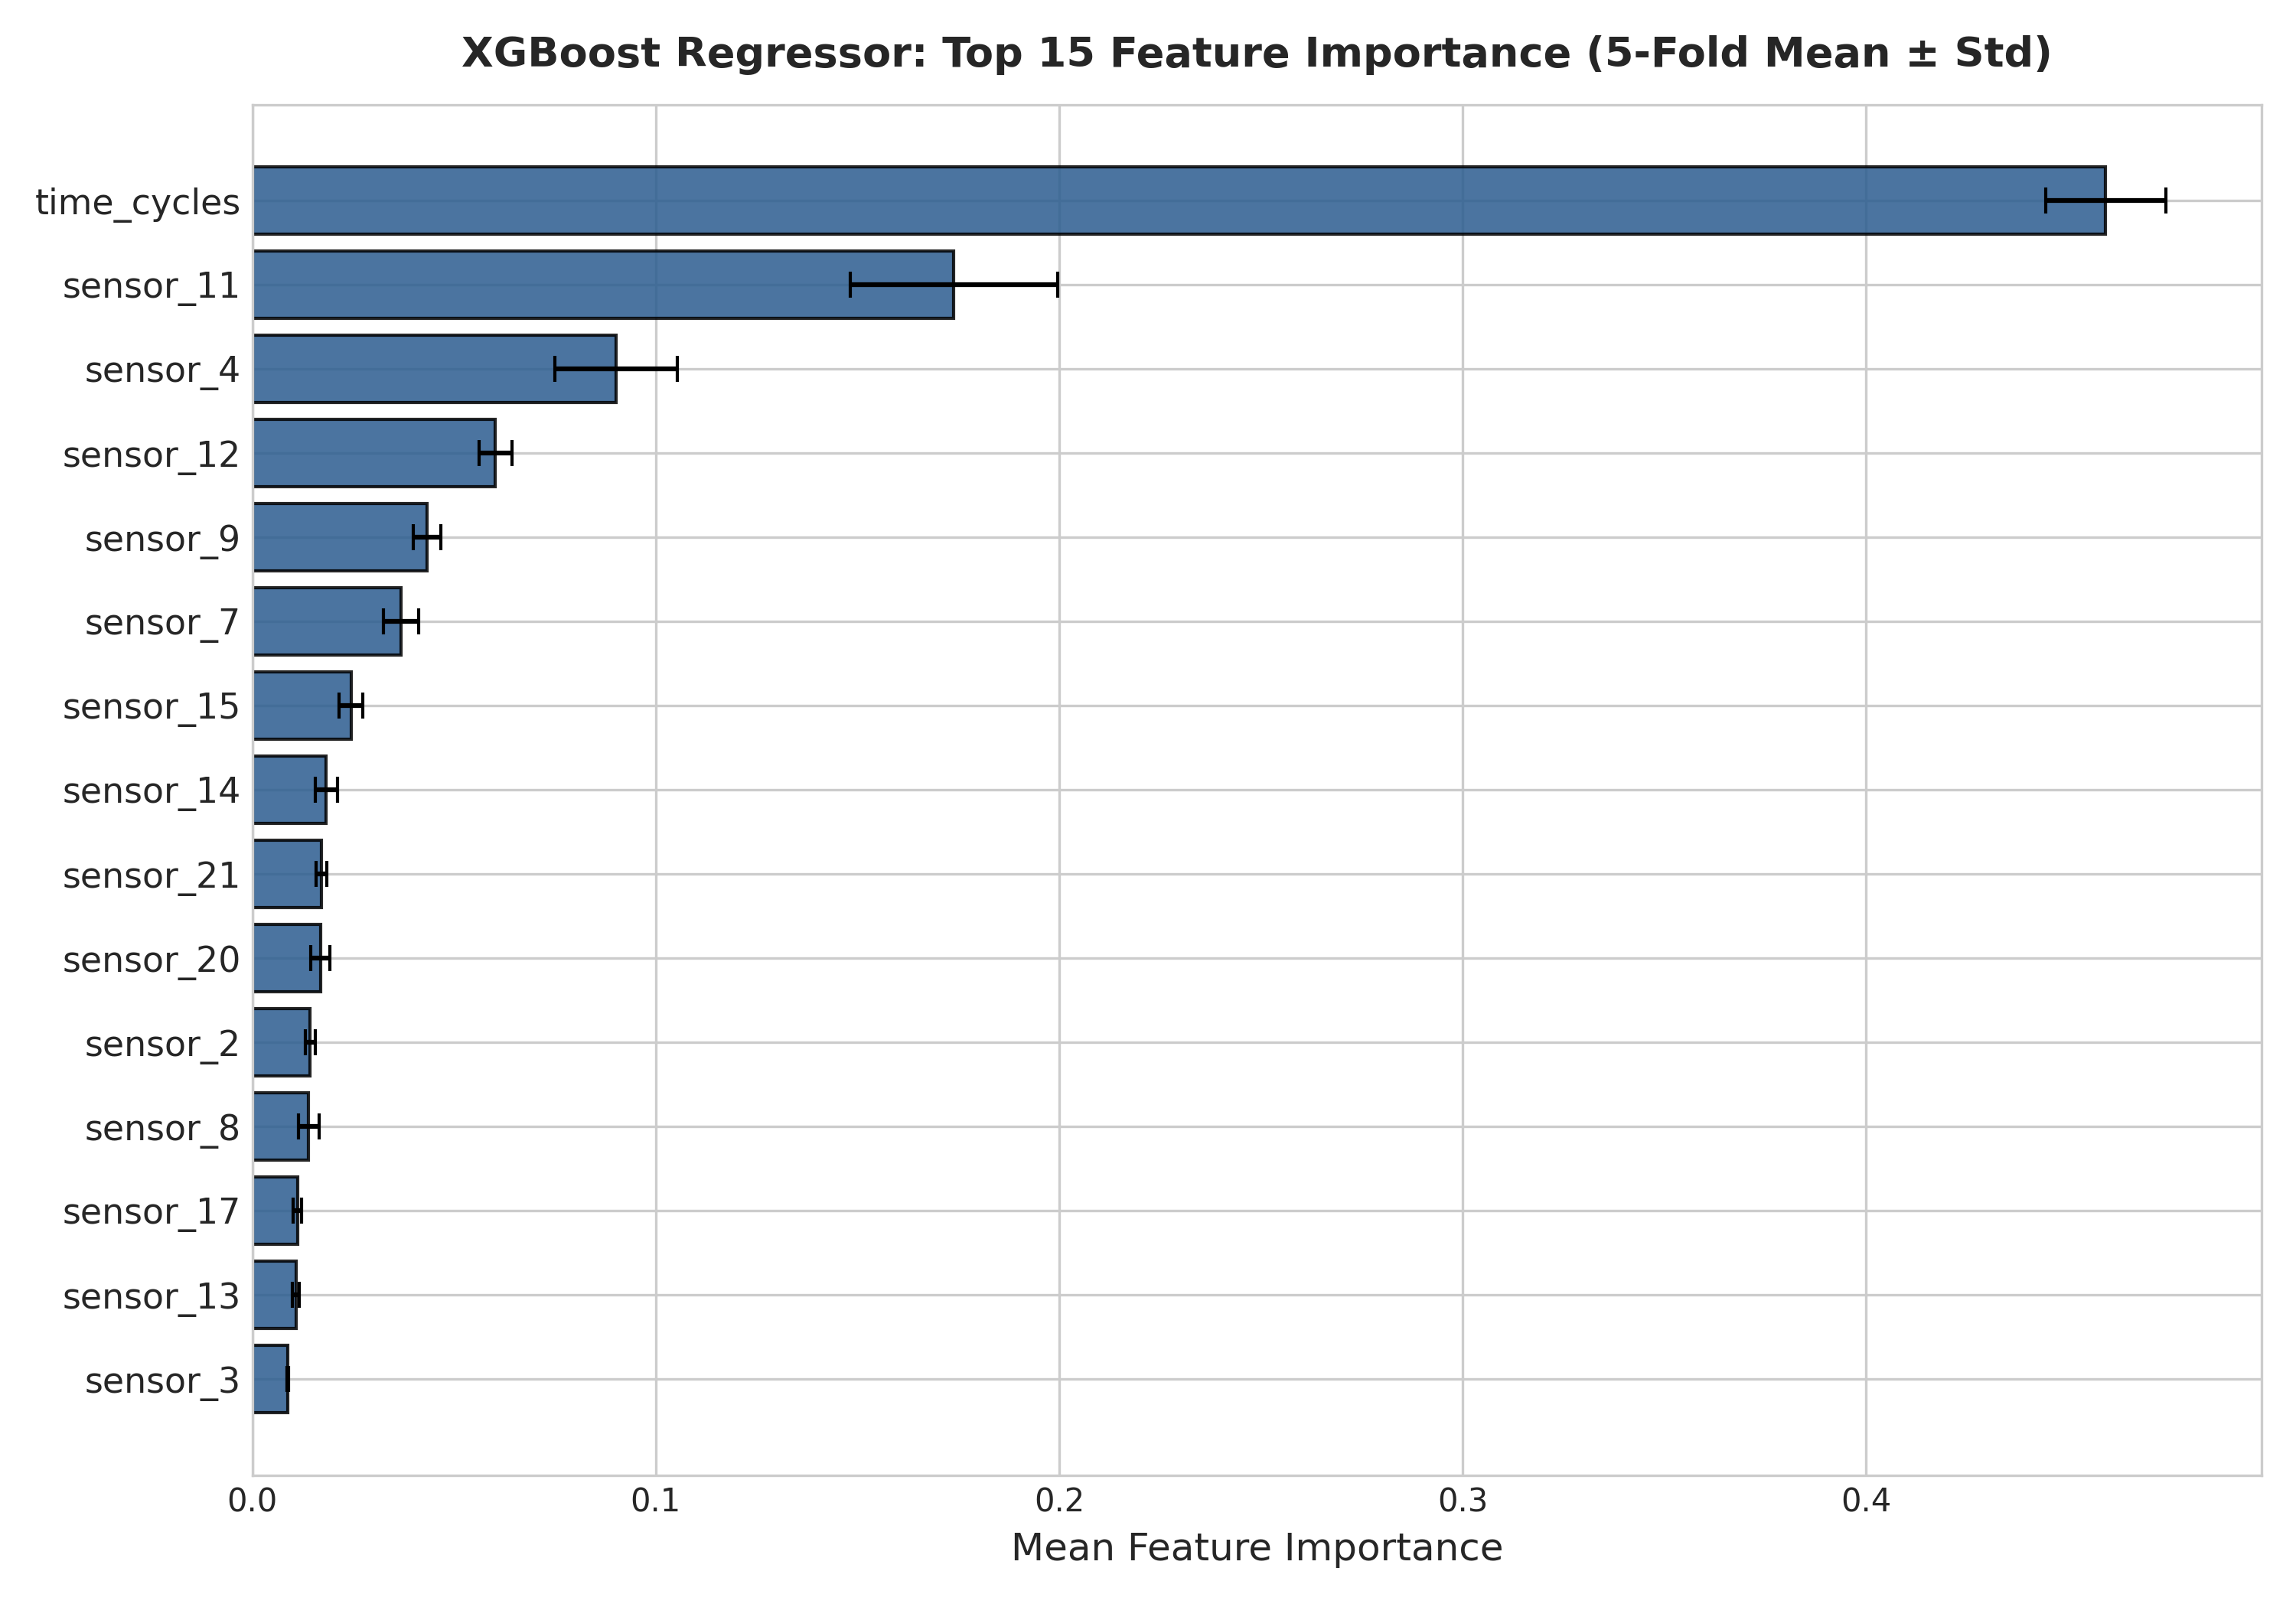 XGBoost Regressor: Top 15 Feature Importance (5-Fold Mean ± Std)
time_cycles
sensor_11
sensor_4
sensor_12
sensor_9
sensor_7
sensor_15
sensor_14
sensor_21
sensor_20
sensor_2
sensor_8
sensor_17
sensor_13
sensor_3
0.0 0.1 0.2 0.3 0.4
Mean Feature Importance